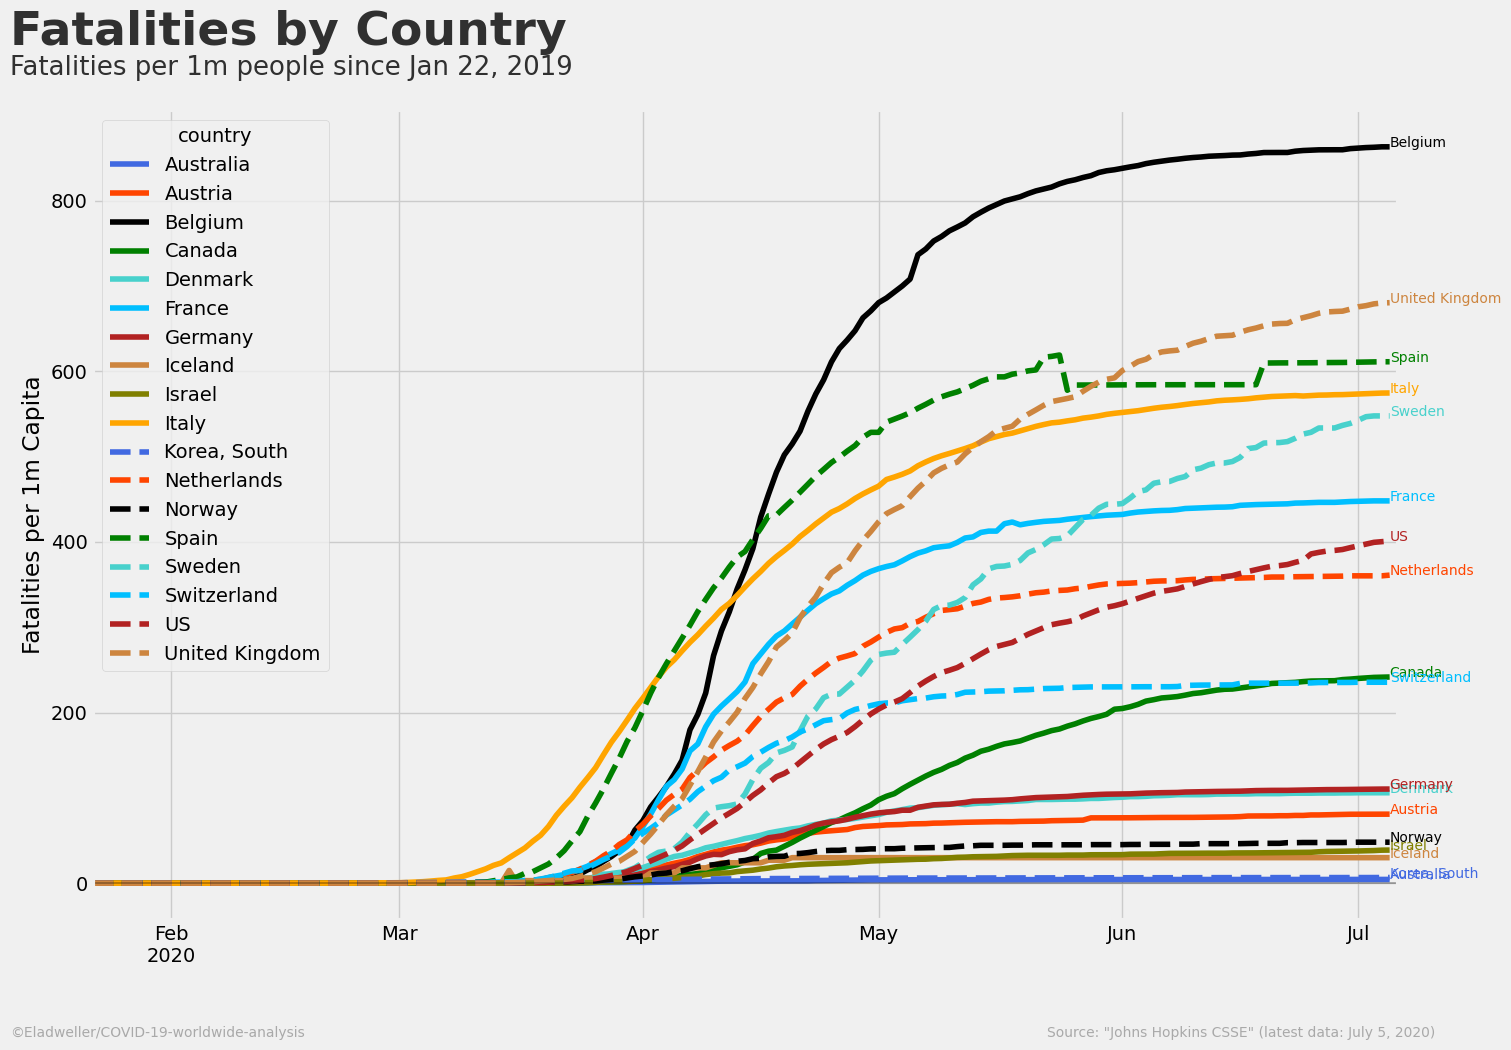 Fatalities by Country
Fatalities per 1m people since Jan 22, 2019
country
Australia
Austria
Belgium
Canada
Denmark
France
Germany
Iceland
Israel
Italy
Korea, South
Netherlands
Norway
Spain
Sweden
Switzerland
US
United Kingdom
Fatalities per 1m Capita
800
600
400
200
0
Feb
2020
Mar
Apr
May
Jun
Jul
Belgium
United Kingdom
Spain
Italy
Sweden
France
US
Netherlands
Canada
Switzerland
Germany
Denmark
Austria
Norway
Israel
Iceland
Korea, South
Australia
©Eladweller/COVID-19-worldwide-analysis
Source: "Johns Hopkins CSSE" (latest data: July 5, 2020)